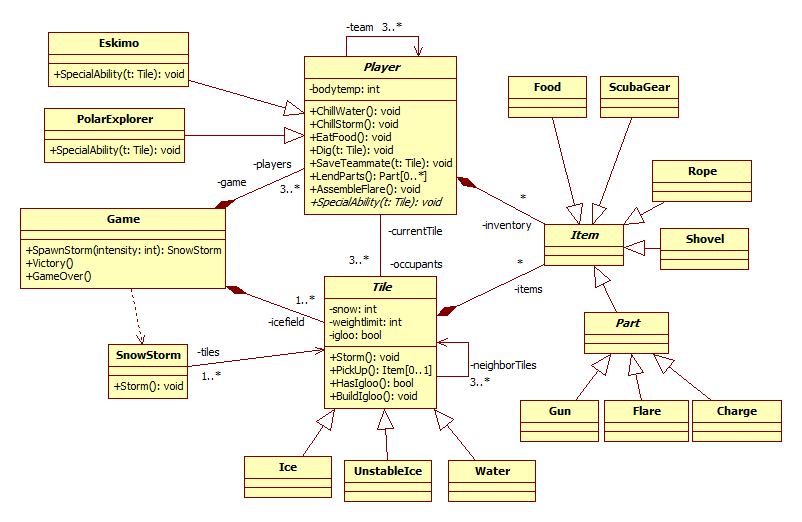 -team 3..*
Eskimo
+SpecialAbility(t: Tile): void
PolarExplorer
+SpecialAbility(t: Tile): void
Player
-bodytemp: int
+ChillWater(): void
+ChillStorm(): void
+EatFood(): void
+Dig(t: Tile): void
+SaveTeammate(t: Tile): void
+LendParts(): Part[0..*]
+AssembleFlare(): void
+SpecialAbility(t: Tile): void
Food
ScubaGear
Rope
Shovel
Item
*
-inventory
-players
3..*
-game
Game
+SpawnStorm(intensity: int): SnowStorm
+Victory()
+GameOver()
-currentTile
3..*
-occupants
*
-items
1..*
-icefield
Tile
-snow: int
-weightlimit: int
-igloo: bool
+Storm(): void
+PickUp(): Item[0..1]
+HasIgloo(): bool
+BuildIgloo(): void
-neighborTiles
3..*
SnowStorm
+Storm(): void
-tiles
1..*
Part
Gun
Flare
Charge
Ice
UnstableIce
Water